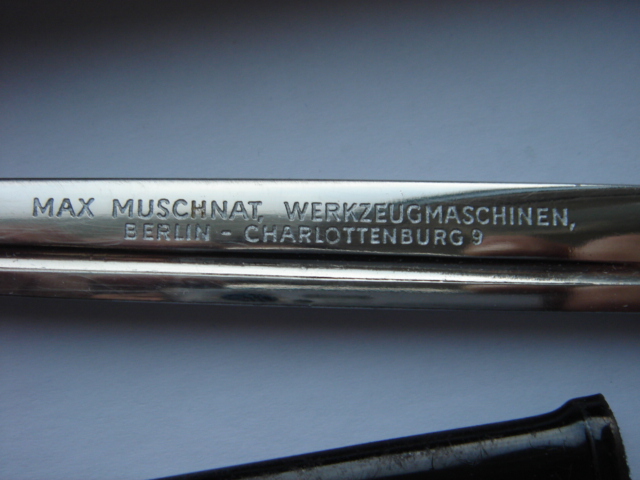 MAX MUSCHNAT, WERKZEUGMASCHINEN,
BERLIN - CHARLOTTENBURG 9